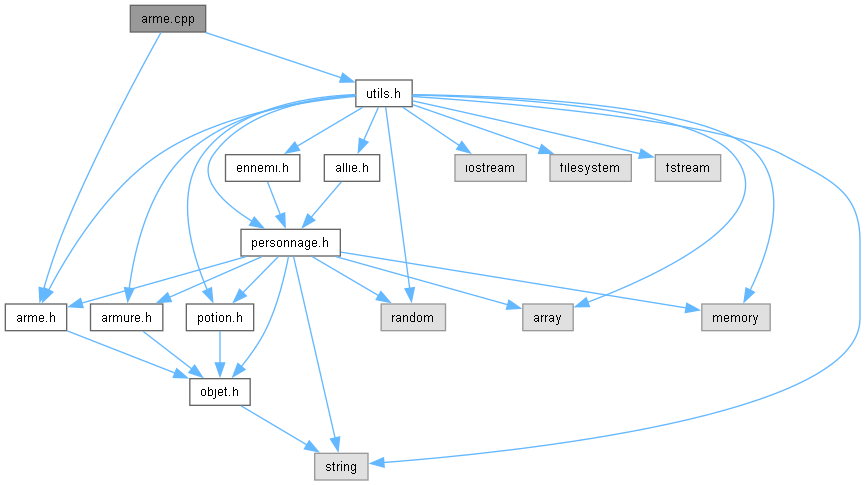 arme.cpp
utils.h
ennemi.h
allie.h
iostream
filesystem
fstream
personnage.h
arme.h
armure.h
potion.h
random
array
memory
objet.h
string